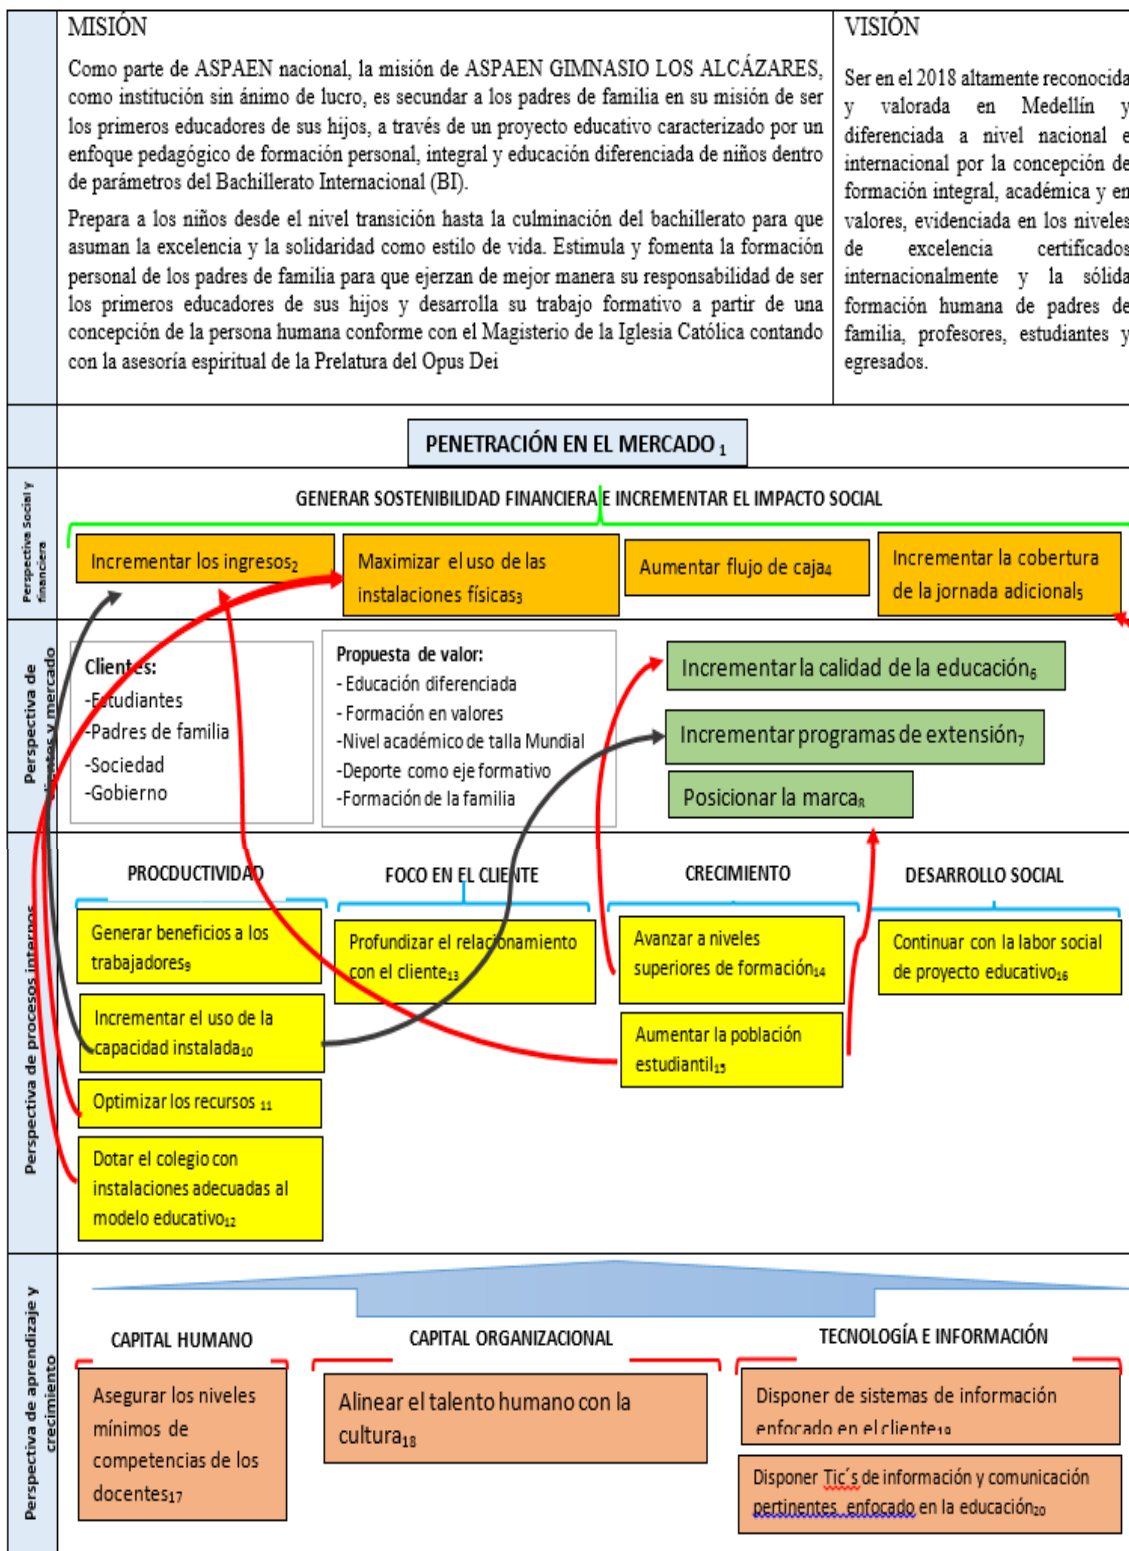 MISIÓN
Como parte de ASPAEN nacional, la misión de ASPAEN GIMNASIO LOS ALCÁZARES,
como institución sin ánimo de lucro, es secundar a los padres de familia en su misión de ser
los primeros educadores de sus hijos, a través de un proyecto educativo caracterizado por un
enfoque pedagógico de formación personal, integral y educación diferenciada de niños dentro
de parámetros del Bachillerato Internacional (BI).
Prepara a los niños desde el nivel transición hasta la culminación del bachillerato para que
asuman la excelencia y la solidaridad como estilo de vida. Estimula y fomenta la formación
personal de los padres de familia para que ejerzan de mejor manera su responsabilidad de ser
los primeros educadores de sus hijos y desarrolla su trabajo formativo a partir de una
concepción de la persona humana conforme con el Magisterio de la Iglesia Católica contando
con la asesoría espiritual de la Prelatura del Opus Dei
VISIÓN
Ser en el 2018 altamente reconocida
y valorada en Medellín y
diferenciada a nivel nacional e
internacional por la concepción de
formación integral, académica y en
valores, evidenciada en los niveles
de excelencia certificados
internacionalmente y la sólida
formación humana de padres de
familia, profesores, estudiantes y
egresados.
PENETRACIÓN EN EL MERCADO 1
Perspectiva Social y
financiera
GENERAR SOSTENIBILIDAD FINANCIERA E INCREMENTAR EL IMPACTO SOCIAL
Incrementar los ingresos2
Maximizar el uso de las
instalaciones físicas3
Aumentar flujo de caja4
Incrementar la cobertura
de la jornada adicional5
Perspectiva de
clientes y mercado
Clientes:
-Estudiantes
-Padres de familia
-Sociedad
-Gobierno
Propuesta de valor:
- Educación diferenciada
- Formación en valores
-Nivel académico de talla Mundial
-Deporte como eje formativo
-Formación de la familia
Incrementar la calidad de la educación6
Incrementar programas de extensión7
Posicionar la marca8
Perspectiva de procesos internos
PROCDUCTIVIDAD
Generar beneficios a los
trabajadores9
Incrementar el uso de la
capacidad instalada10
Optimizar los recursos 11
Dotar el colegio con
instalaciones adecuadas al
modelo educativo12
FOCO EN EL CLIENTE
Profundizar el relacionamiento
con el cliente13
CRECIMIENTO
Avanzar a niveles
superiores de formación14
Aumentar la población
estudiantil15
DESARROLLO SOCIAL
Continuar con la labor social
de proyecto educativo16
Perspectiva de aprendizaje y
crecimiento
CAPITAL HUMANO
Asegurar los niveles
mínimos de
competencias de los
docentes17
CAPITAL ORGANIZACIONAL
Alinear el talento humano con la
cultura18
TECNOLOGÍA E INFORMACIÓN
Disponer de sistemas de información
enfocado en el cliente19
Disponer Tic´s de información y comunicación
pertinentes enfocado en la educación20